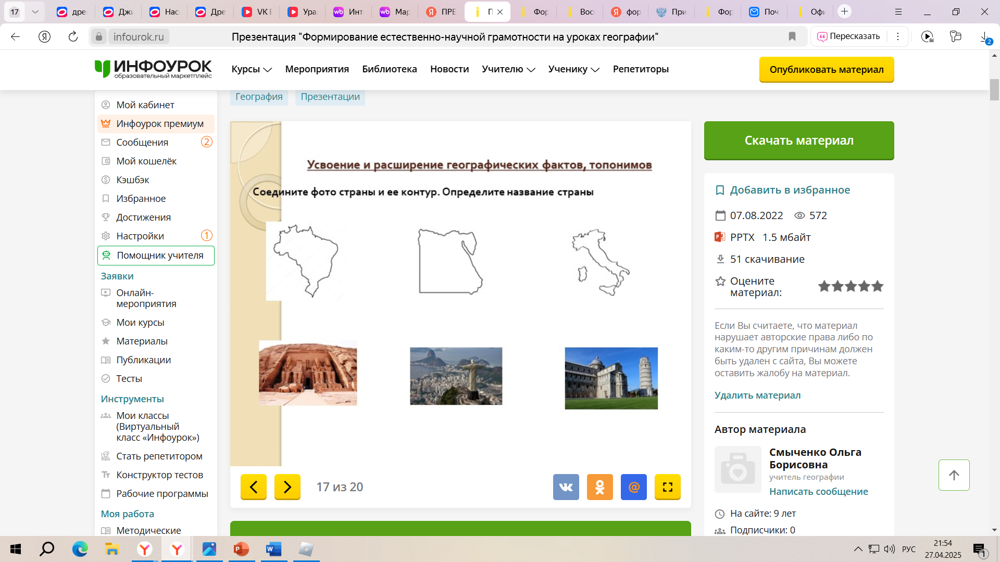 17
дре
Джи
Нас
Дре
VK E
Ура
Инт
Мар
ПРЕ
П
Фор
Вос
фор
При
Фор
Поч
Офи
infourok.ru
Презентация "Формирование естественно-научной грамотности на уроках географии"
Пересказать
2
ИНФОУРОК
образовательный маркетплейс
Курсы
Мероприятия
Библиотека
Новости
Учителю
Ученику
Репетиторы
Опубликовать материал
География
Презентации
Мой кабинет
Инфоурок премиум
Сообщения 2
Мой кошелёк
Кэшбэк
Избранное
Достижения
Настройки 1
Помощник учителя
Заявки
Онлайн-
мероприятия
Мои курсы
Материалы
Публикации
Тесты
Инструменты
Мои классы
(Виртуальный
класс «Инфоурок»)
Стать репетитором
Конструктор тестов
Рабочие программы
Моя работа
Методические
Усвоение и расширение географических фактов, топонимов
Соедините фото страны и ее контур. Определите название страны
17 из 20
Скачать материал
Добавить в избранное
07.08.2022 572
PPTX 1.5 мбайт
51 скачивание
Оцените
материал:
Если Вы считаете, что материал
нарушает авторские права либо по
каким-то другим причинам должен
быть удален с сайта, Вы можете
оставить жалобу на материал.
Удалить материал
Автор материала
Смыченко Ольга
Борисовна
учитель географии
Написать сообщение
На сайте: 9 лет
Подписчики: 0
РУС
21:54
27.04.2025
1